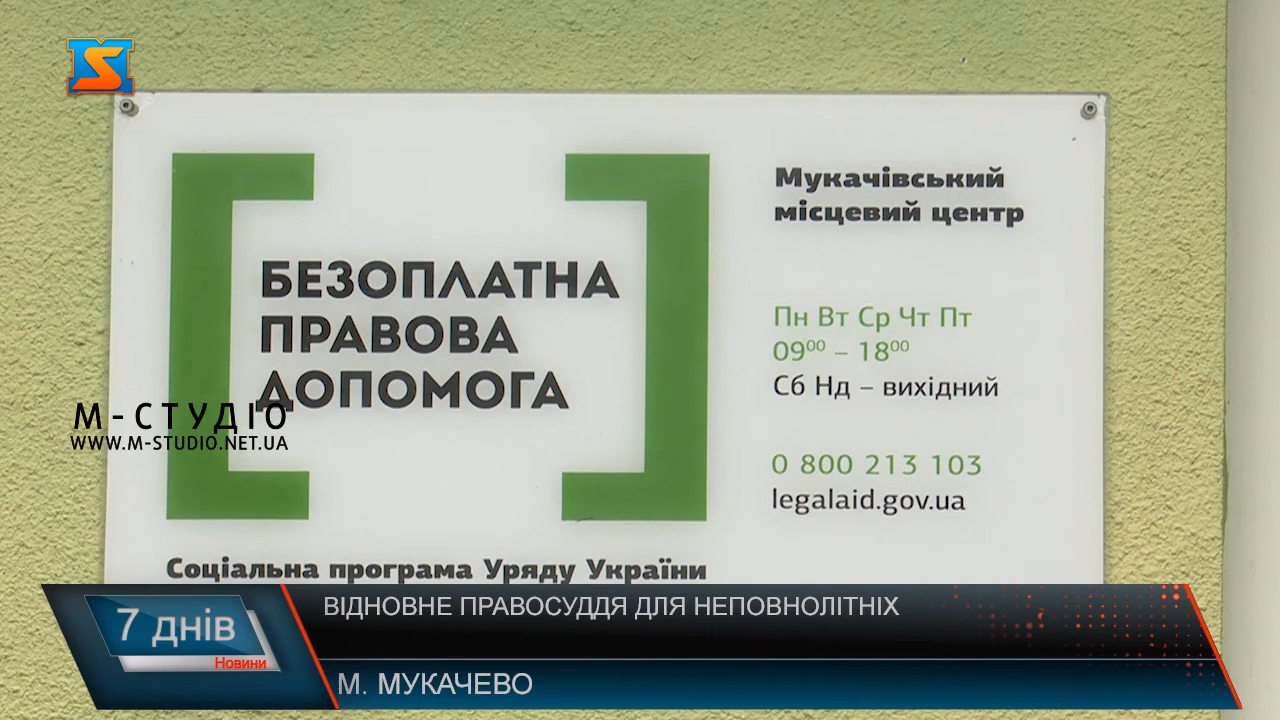 БЕЗОПЛАТНА
ПРАВОВА
ДОПОМОГА
Соціальна програма Уряду України
Мукачівський
місцевий центр
Пн Вт Ср Чт Пт
09⁰⁰ – 18⁰⁰
Сб Нд – вихідний
0 800 213 103
legalaid.gov.ua
М-СТУДІО
WWW.M-STUDIO.NET.UA
7 днів
Новини
ВІДНОВНЕ ПРАВОСУДДЯ ДЛЯ НЕПОВНОЛІТНІХ
М. МУКАЧЕВО